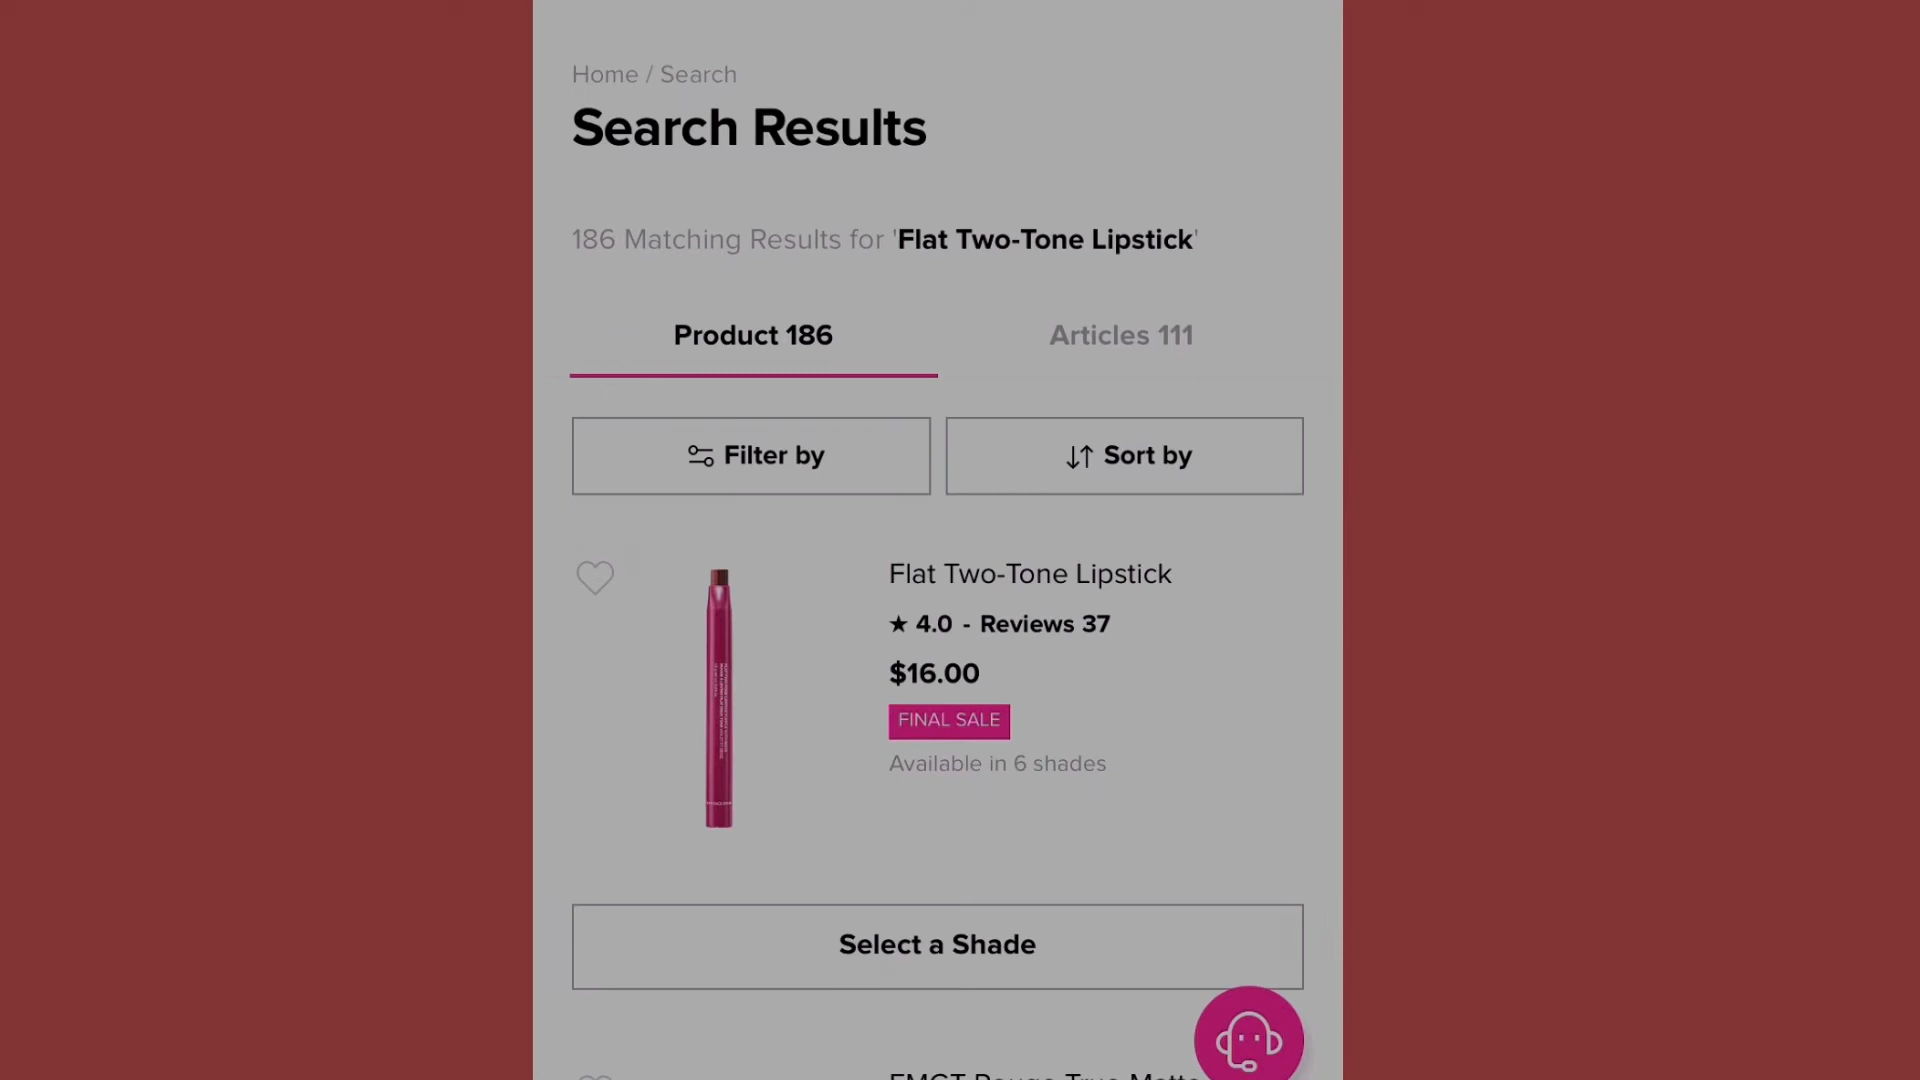 Home / Search
Search Results
186 Matching Results for 'Flat Two-Tone Lipstick'
Product 186
Articles 111
Filter by
Sort by
Flat Two-Tone Lipstick
★ 4.0 - Reviews 37
$16.00
FINAL SALE
Available in 6 shades
Select a Shade